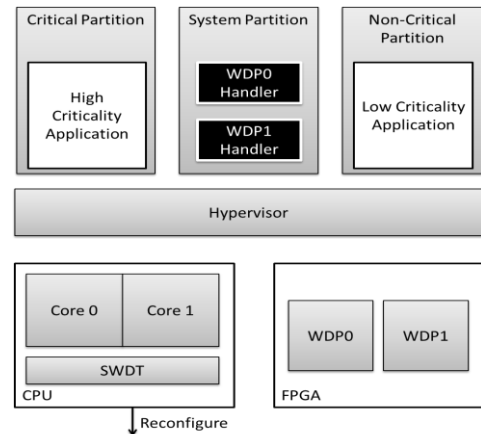 Critical Partition
High
Criticality
Application
System Partition
WDP0
Handler
WDP1
Handler
Non-Critical
Partition
Low Criticality
Application
Hypervisor
Core 0
Core 1
SWDT
CPU
WDP0
WDP1
FPGA
Reconfigure